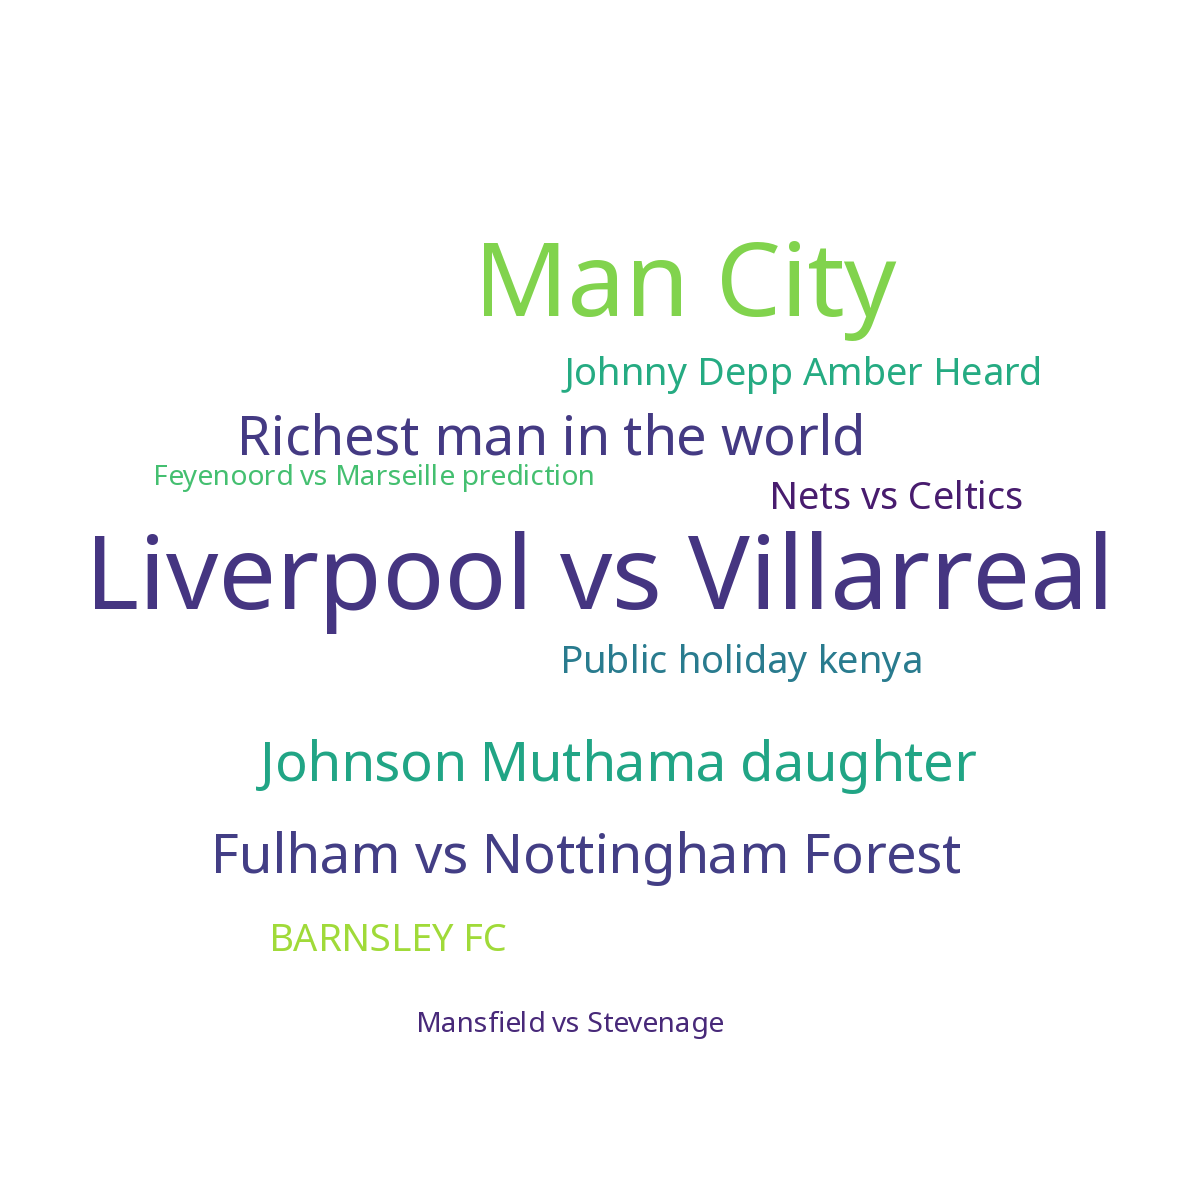 Man City
Johnny Depp Amber Heard
Richest man in the world
Feyenoord vs Marseille prediction
Nets vs Celtics
Liverpool vs Villarreal
Public holiday kenya
Johnson Muthama daughter
Fulham vs Nottingham Forest
BARNSLEY FC
Mansfield vs Stevenage